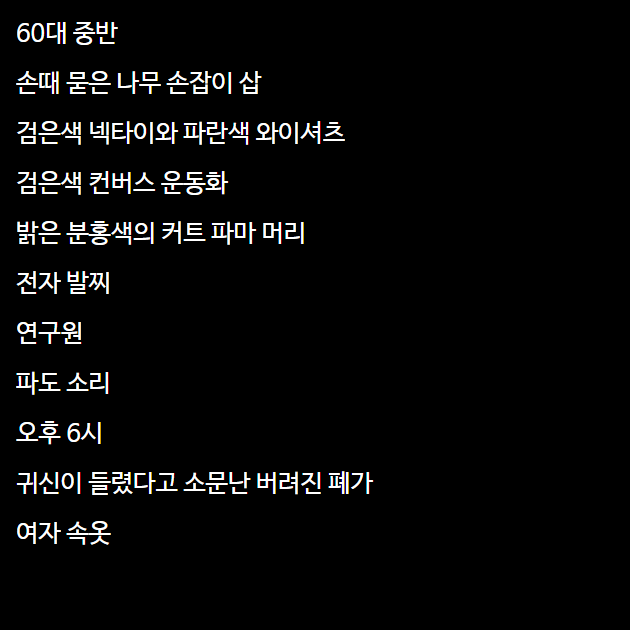 60대 중반
손때 묻은 나무 손잡이 삽
검은색 넥타이와 파란색 와이셔츠
검은색 컨버스 운동화
밝은 분홍색의 커트 파마 머리
전자 발찌
연구원
파도 소리
오후 6시
귀신이 들렸다고 소문난 버려진 폐가
여자 속옷